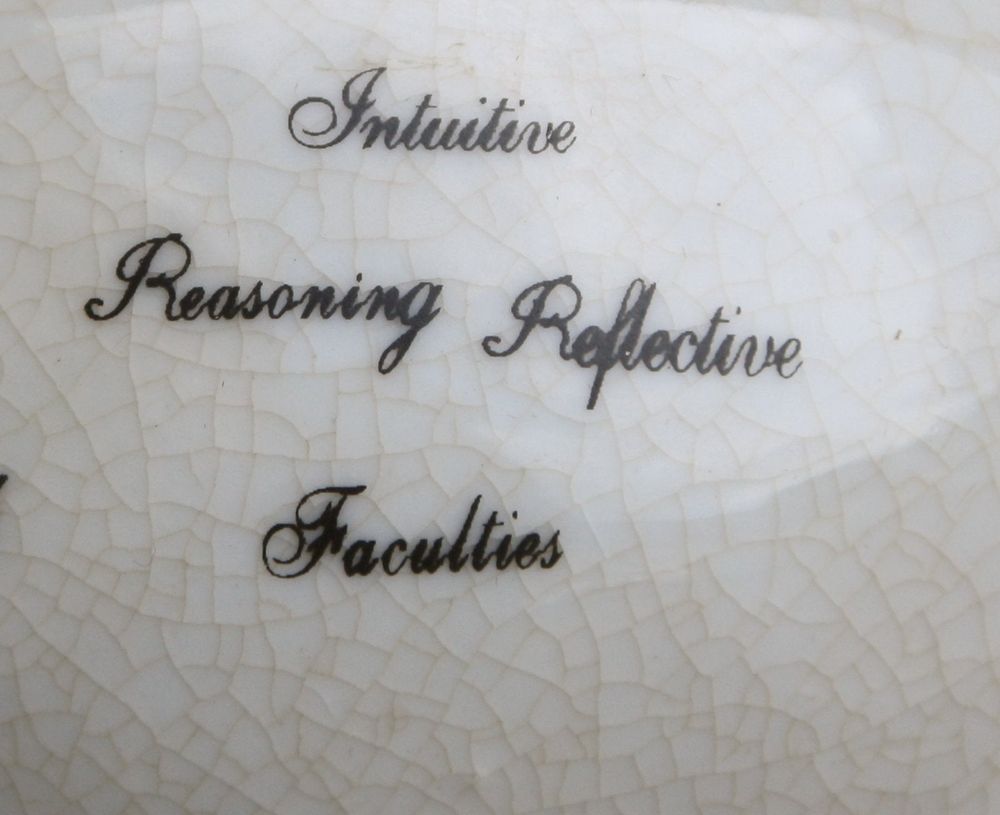 Intuitive
Reasoning Reflective
Faculties